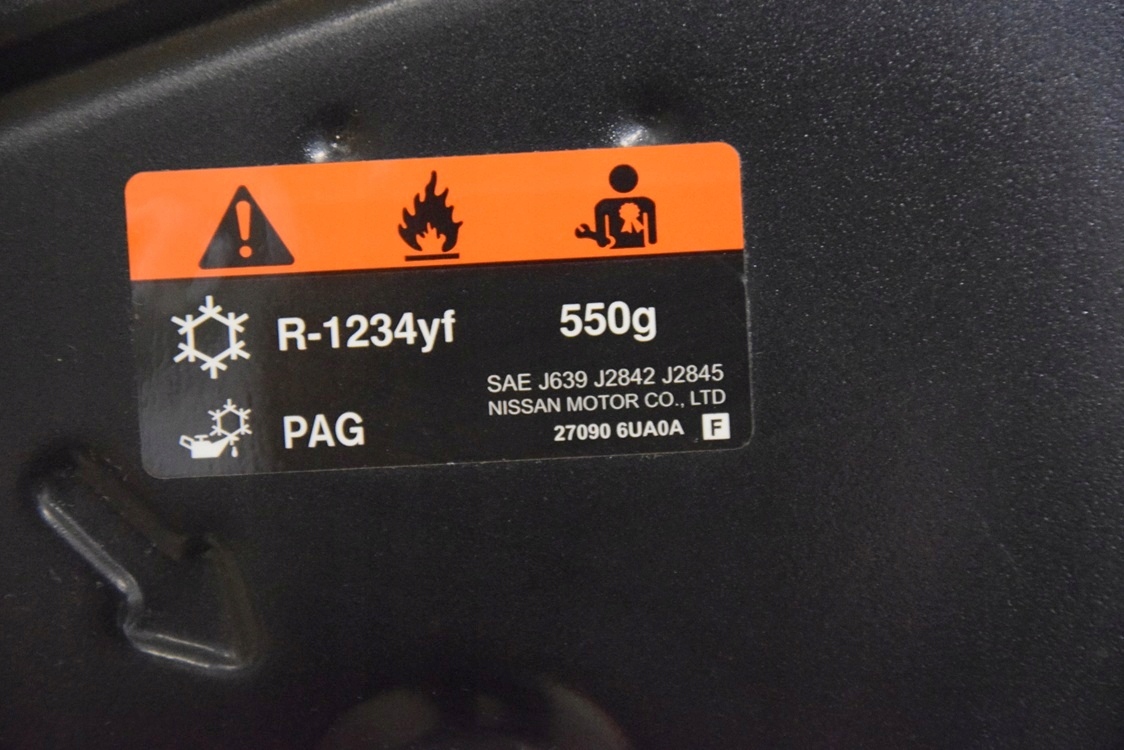 R-1234yf 550g
SAE J639 J2842 J2845
NISSAN MOTOR CO., LTD
PAG
27090 6UA0A F